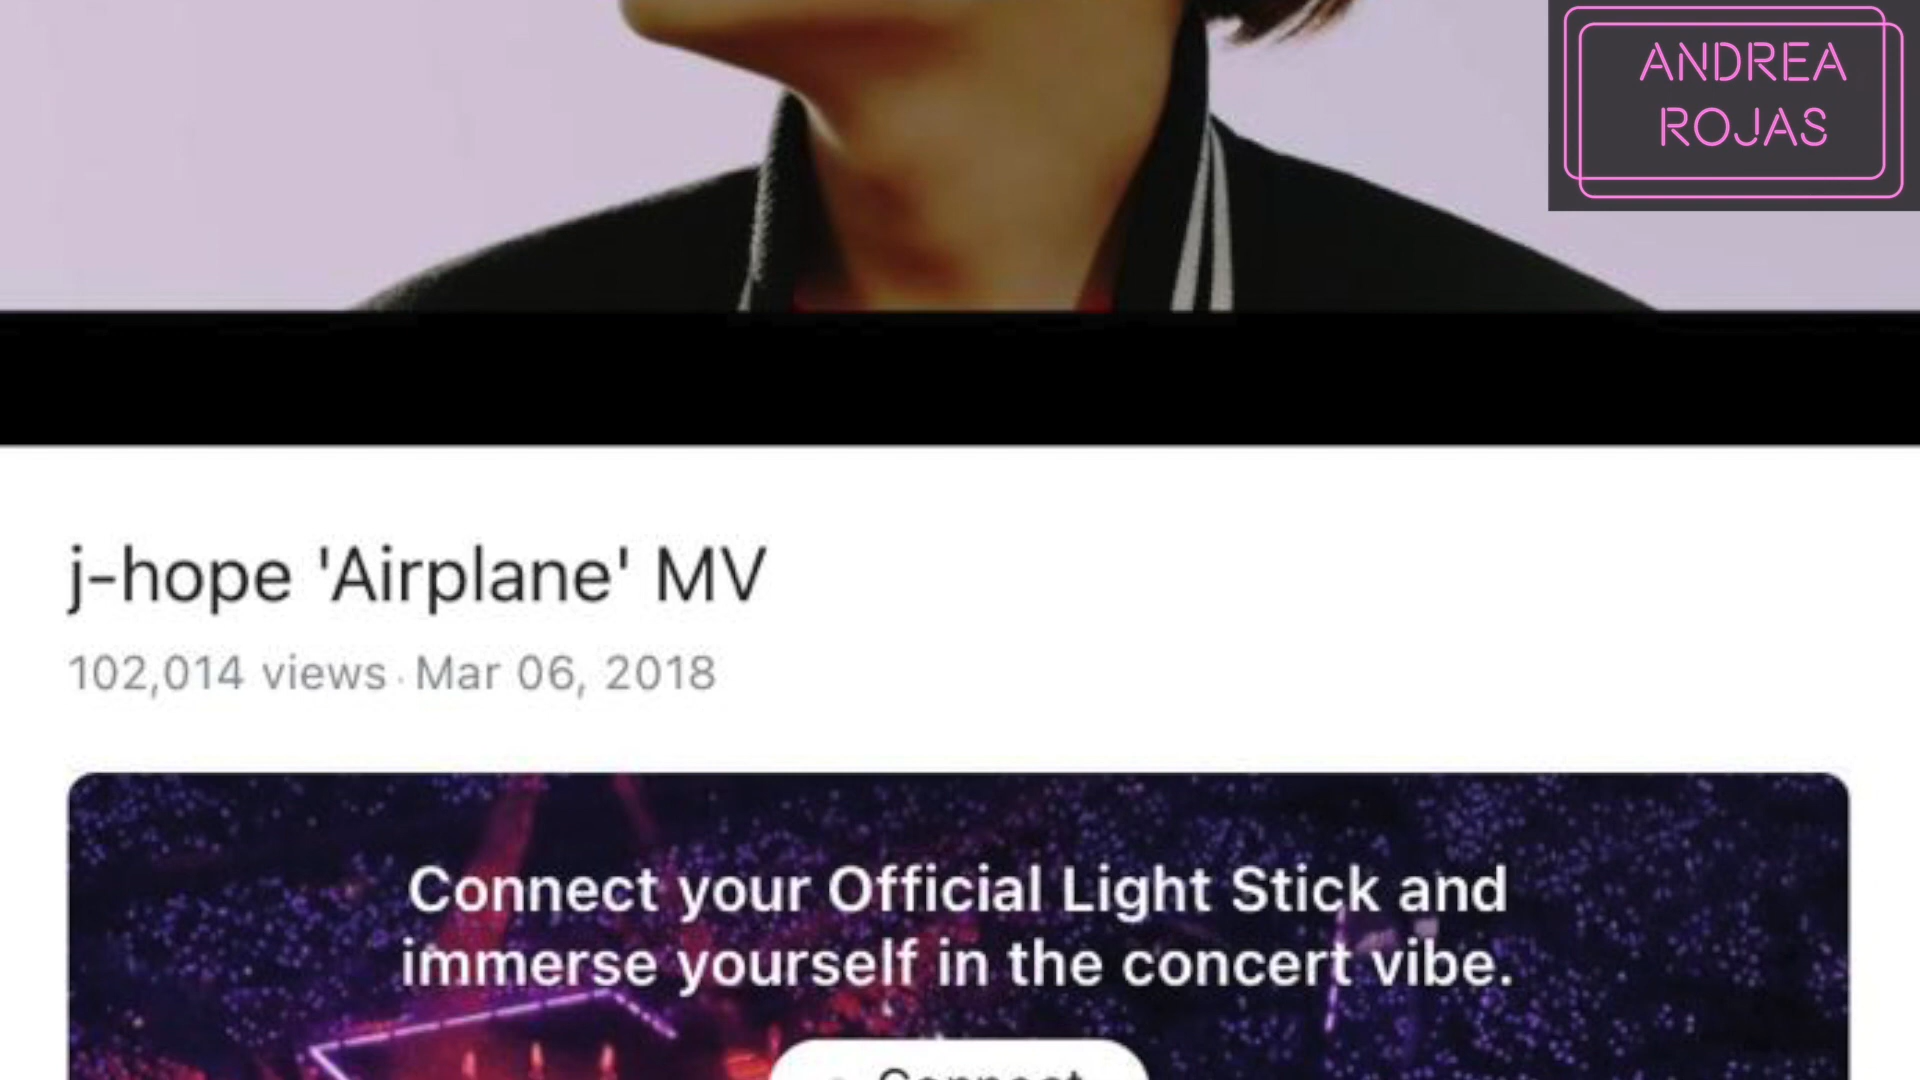 ANDREA
ROJAS
j-hope 'Airplane' MV
102,014 views · Mar 06, 2018
Connect your Official Light Stick and
immerse yourself in the concert vibe.
Connect